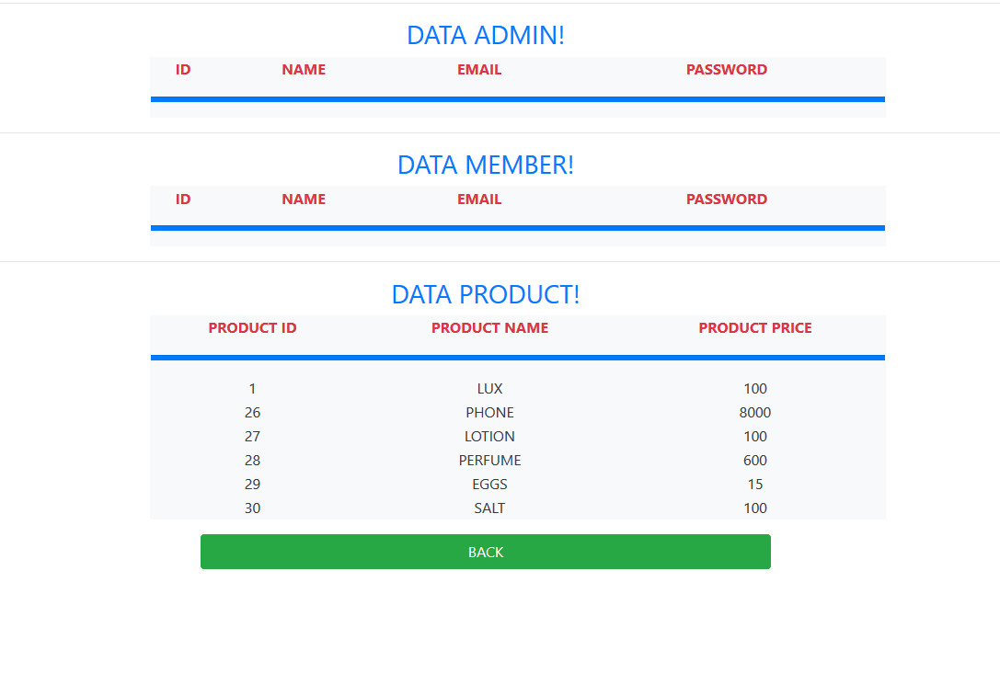 DATA ADMIN!
ID NAME EMAIL PASSWORD
DATA MEMBER!
ID NAME EMAIL PASSWORD
DATA PRODUCT!
PRODUCT ID PRODUCT NAME PRODUCT PRICE
1 LUX 100
26 PHONE 8000
27 LOTION 100
28 PERFUME 600
29 EGGS 15
30 SALT 100
BACK